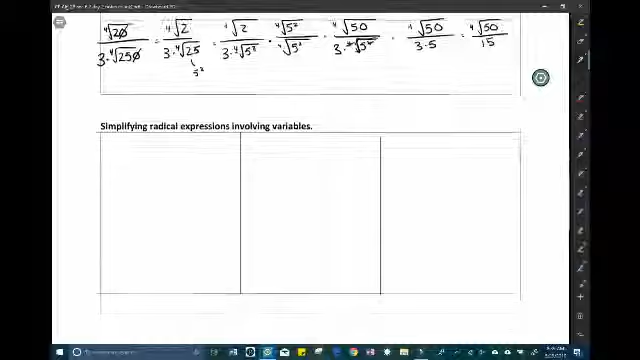 ⁴√20̸ / 3·⁴√250̸ = ⁴√2 / 3·⁴√25 = ⁴√2 / 3·⁴√5² · ⁴√5² / ⁴√5² = ⁴√50 / 3·⁴√5⁴ = ⁴√50 / 3·5 = ⁴√50 / 15
5²
Simplifying radical expressions involving variables.